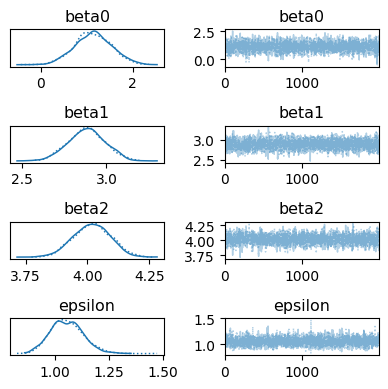 beta0 beta0
2.5
0.0
0 2 0 1000
beta1 beta1
3.0
2.5
2.5 3.0 0 1000
beta2 beta2
4.25
4.00
3.75
3.75 4.00 4.25 0 1000
epsilon epsilon
1.5
1.0
1.00 1.25 1.50 0 1000